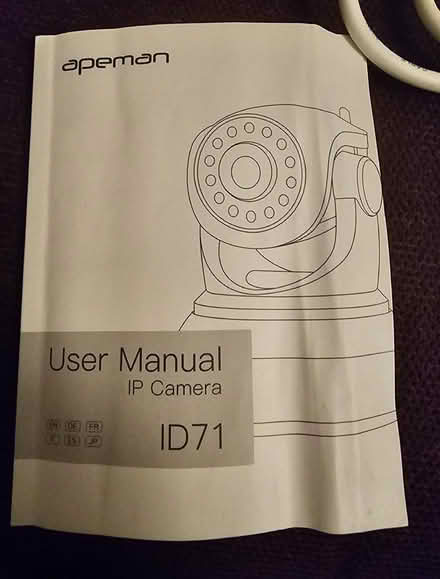 apeman
User Manual
IP Camera
EN DE FR
IT ES JP
ID71